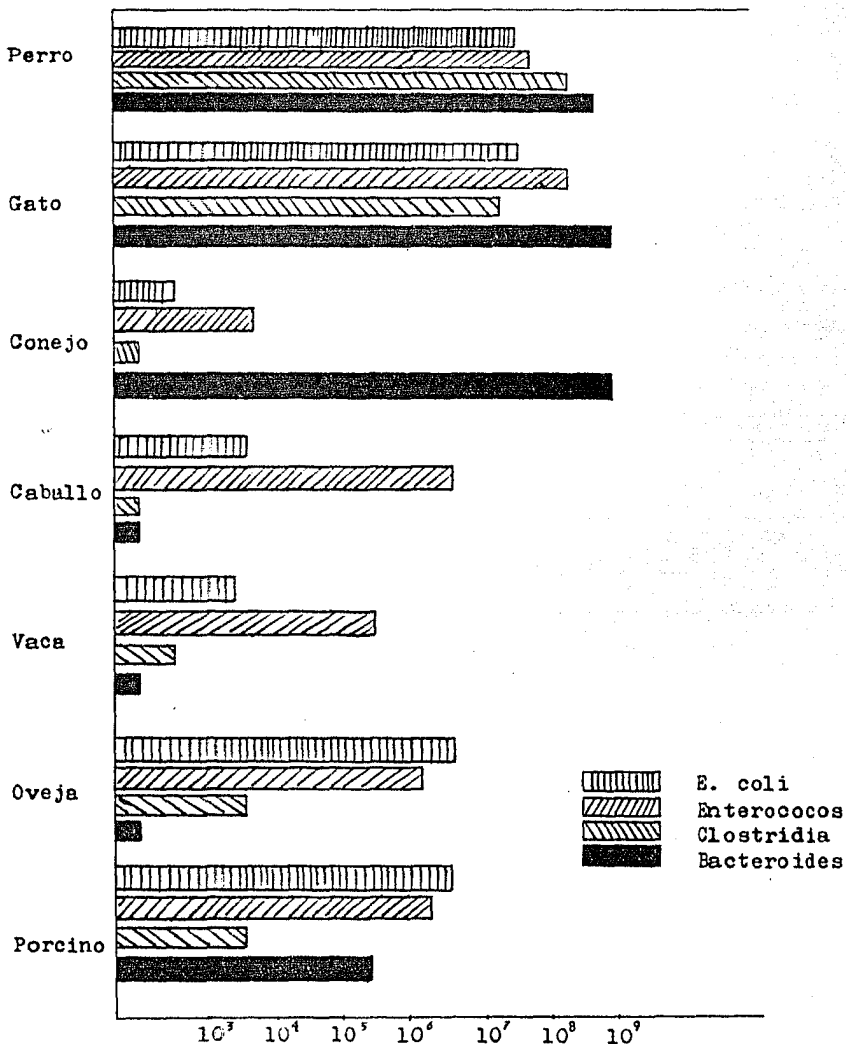 Perro
Gato
Conejo
Caballo
Vaca
Oveja
Porcino
E. coli
Enterococos
Clostridia
Bacteroides
10³ 10⁴ 10⁵ 10⁶ 10⁷ 10⁸ 10⁹